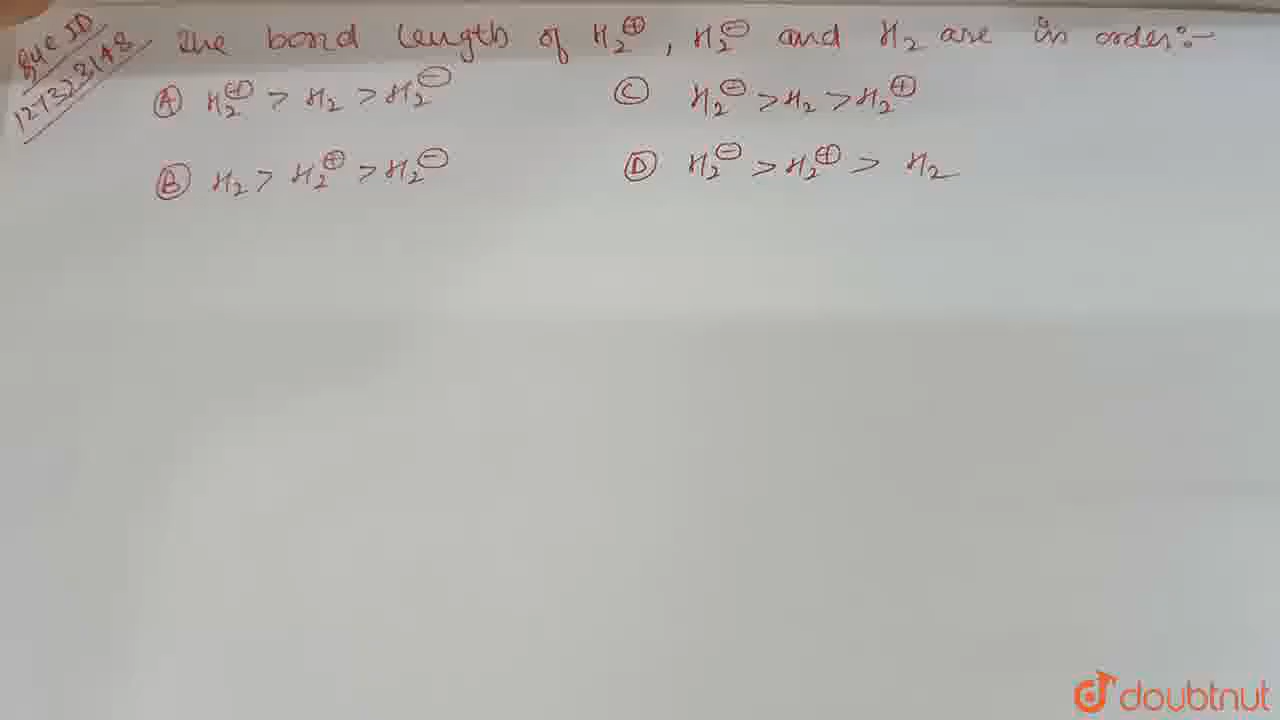 Que ID
127323148
The bond length of H₂⊕, H₂⊖ and H₂ are in order:-
Ⓐ H₂⊕ > H₂ > H₂⊖
Ⓒ H₂⊖ > H₂ > H₂⊕
Ⓑ H₂ > H₂⊕ > H₂⊖
Ⓓ H₂⊖ > H₂⊕ > H₂
doubtnut